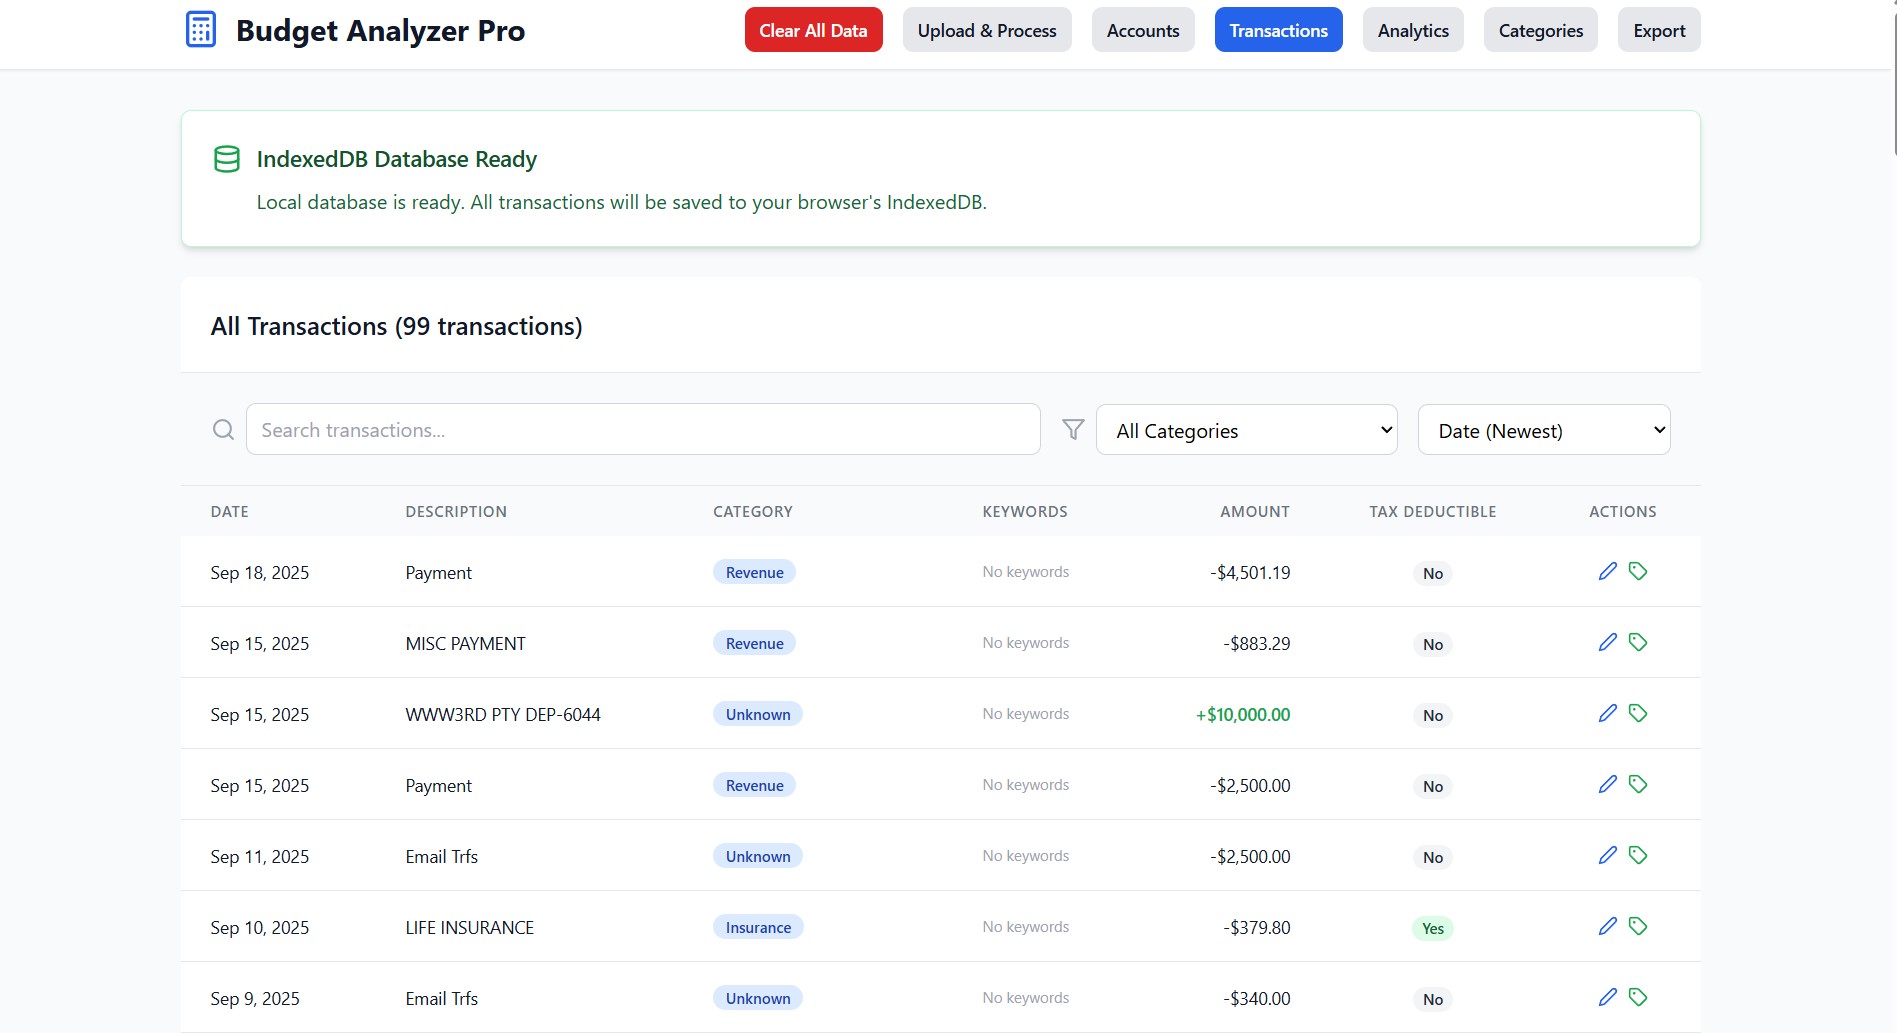 Budget Analyzer Pro
Clear All Data
Upload & Process
Accounts
Transactions
Analytics
Categories
Export
IndexedDB Database Ready
Local database is ready. All transactions will be saved to your browser's IndexedDB.
All Transactions (99 transactions)
Search transactions...
All Categories
Date (Newest)
DATE DESCRIPTION CATEGORY KEYWORDS AMOUNT TAX DEDUCTIBLE ACTIONS
Sep 18, 2025 Payment Revenue No keywords -$4,501.19 No
Sep 15, 2025 MISC PAYMENT Revenue No keywords -$883.29 No
Sep 15, 2025 WWW3RD PTY DEP-6044 Unknown No keywords +$10,000.00 No
Sep 15, 2025 Payment Revenue No keywords -$2,500.00 No
Sep 11, 2025 Email Trfs Unknown No keywords -$2,500.00 No
Sep 10, 2025 LIFE INSURANCE Insurance No keywords -$379.80 Yes
Sep 9, 2025 Email Trfs Unknown No keywords -$340.00 No